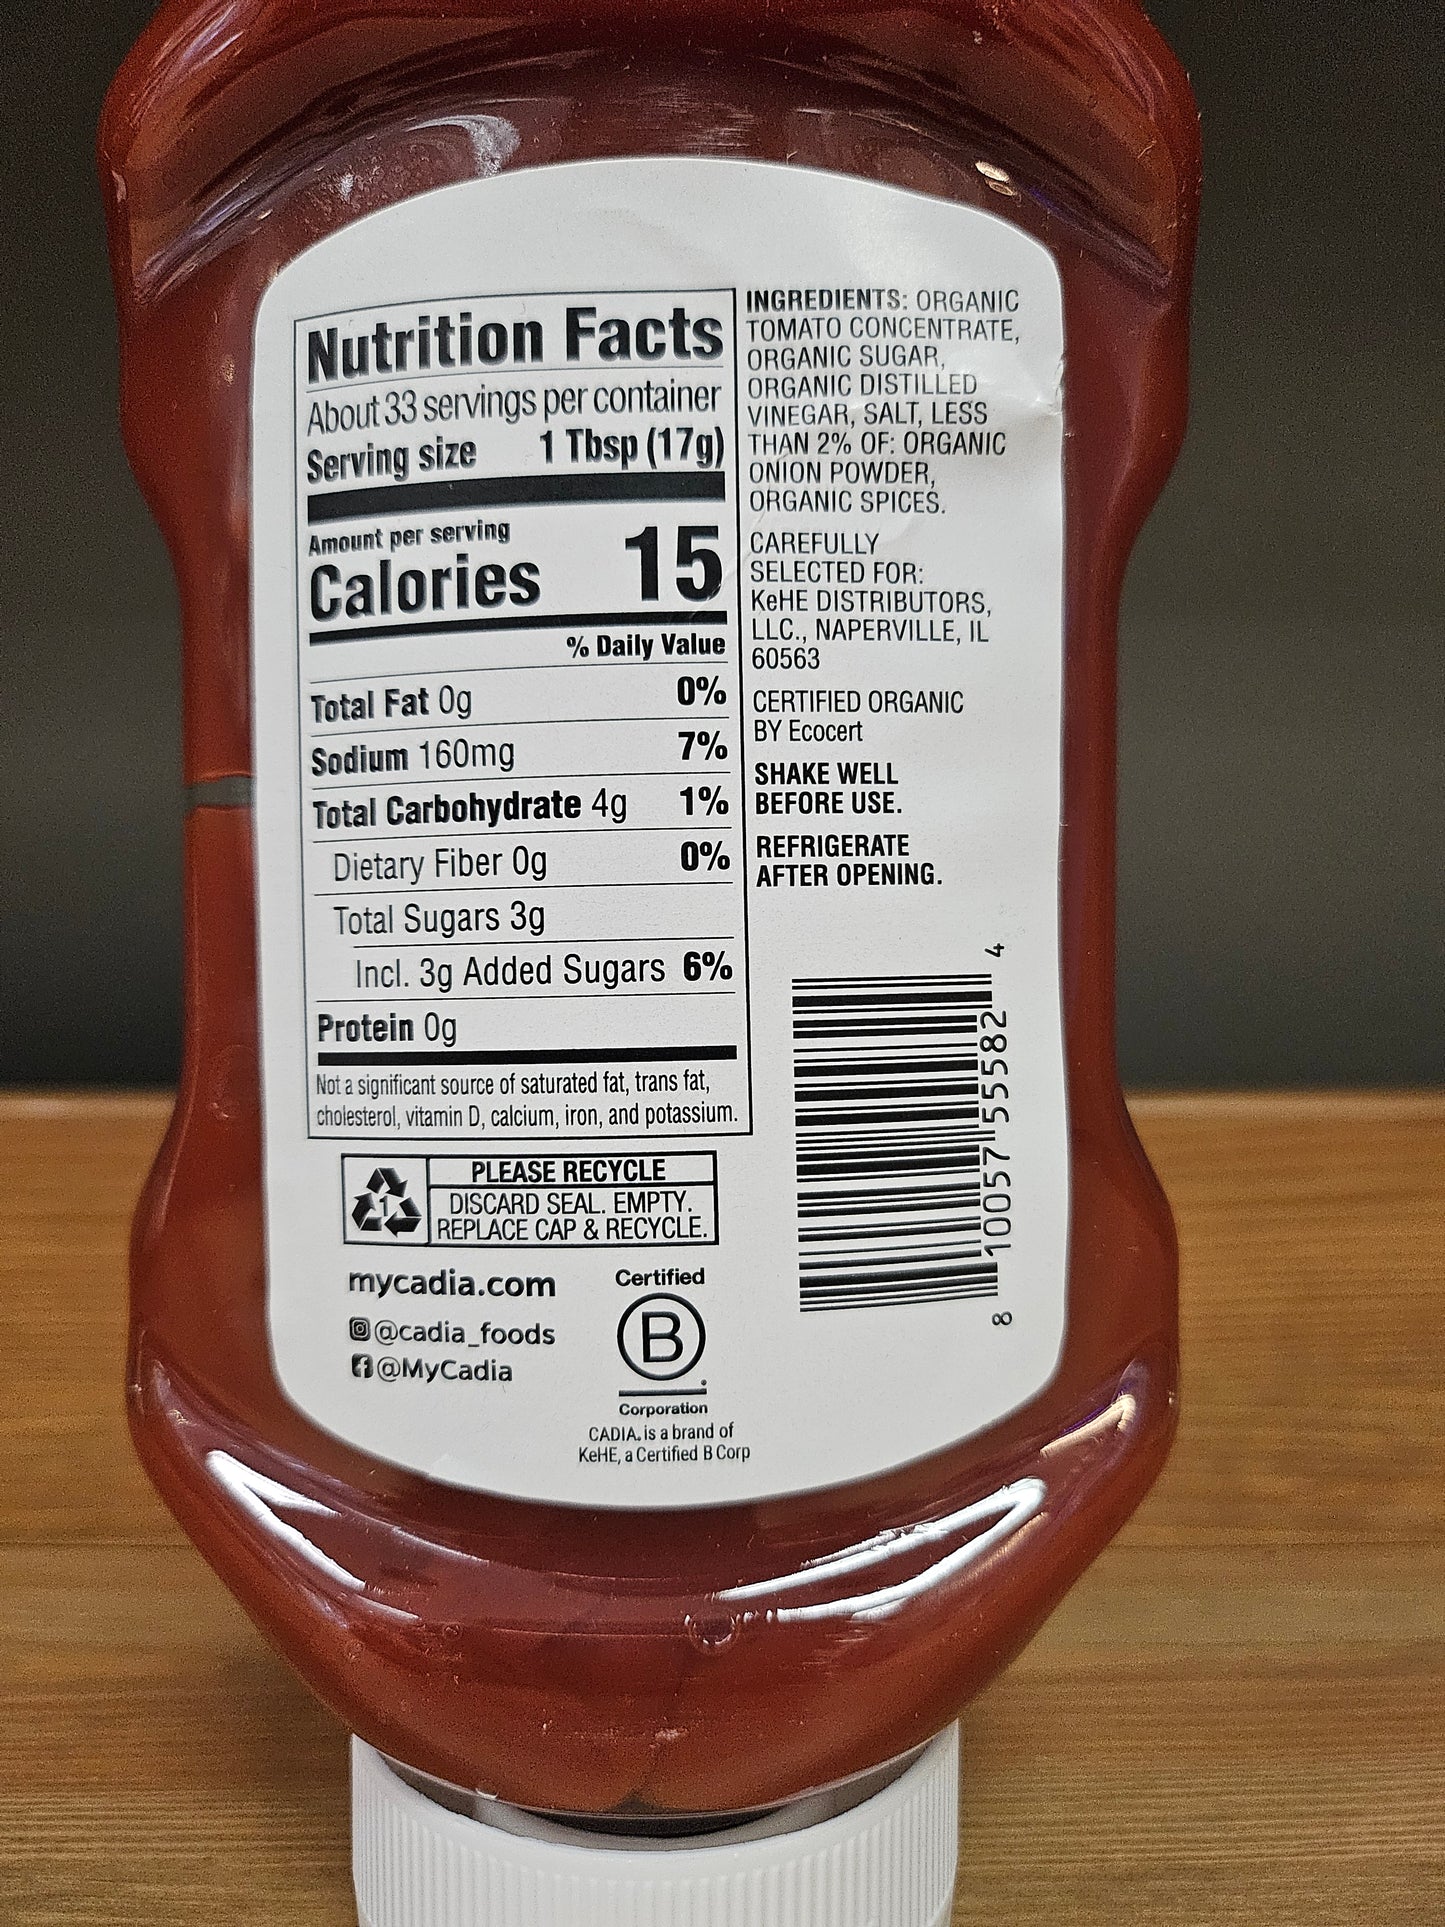 Nutrition Facts
About 33 servings per container
Serving size 1 Tbsp (17g)
Amount per serving
Calories 15
% Daily Value
Total Fat 0g 0%
Sodium 160mg 7%
Total Carbohydrate 4g 1%
Dietary Fiber 0g 0%
Total Sugars 3g
Incl. 3g Added Sugars 6%
Protein 0g
Not a significant source of saturated fat, trans fat,
cholesterol, vitamin D, calcium, iron, and potassium.
INGREDIENTS: ORGANIC
TOMATO CONCENTRATE,
ORGANIC SUGAR,
ORGANIC DISTILLED
VINEGAR, SALT, LESS
THAN 2% OF: ORGANIC
ONION POWDER,
ORGANIC SPICES.
CAREFULLY
SELECTED FOR:
KeHE DISTRIBUTORS,
LLC., NAPERVILLE, IL
60563
CERTIFIED ORGANIC
BY Ecocert
SHAKE WELL
BEFORE USE.
REFRIGERATE
AFTER OPENING.
8 10057 55582 4
1
PLEASE RECYCLE
DISCARD SEAL. EMPTY.
REPLACE CAP & RECYCLE.
mycadia.com
@cadia_foods
@MyCadia
Certified
B
Corporation
CADIA. is a brand of
KeHE, a Certified B Corp